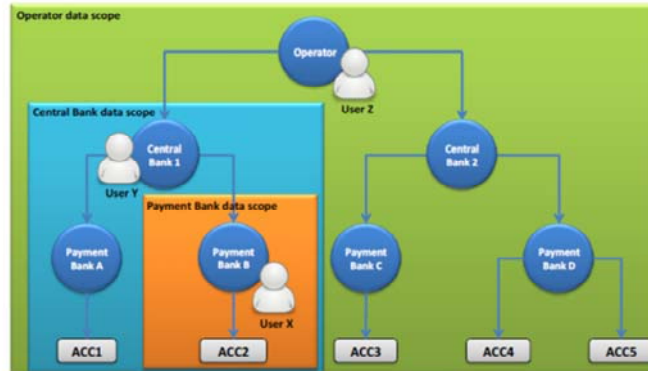 Operator data scope
Operator
User Z
Central Bank data scope
Central
Bank 1
User Y
Central
Bank 2
Payment Bank data scope
Payment
Bank A
Payment
Bank B
User X
Payment
Bank C
Payment
Bank D
ACC1
ACC2
ACC3
ACC4
ACC5